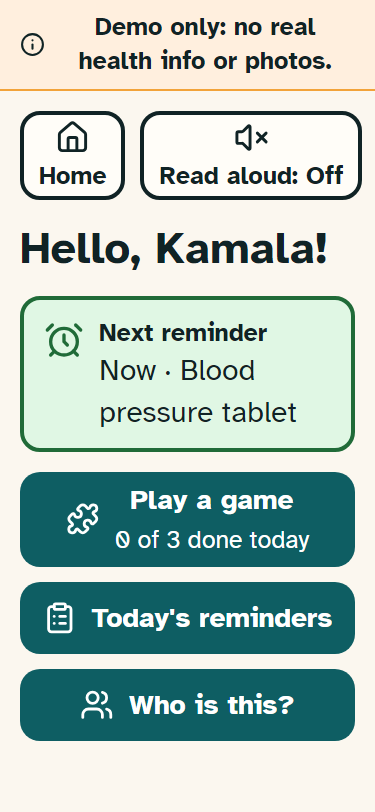 Demo only: no real
health info or photos.
Home
Read aloud: Off
Hello, Kamala!
Next reminder
Now · Blood
pressure tablet
Play a game
0 of 3 done today
Today's reminders
Who is this?